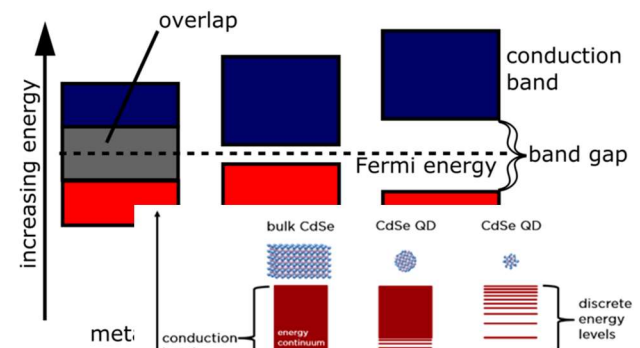 overlap
conduction
band
increasing energy
Fermi energy
band gap
bulk CdSe
CdSe QD
CdSe QD
conduction
energy
continuum
discrete
energy
levels